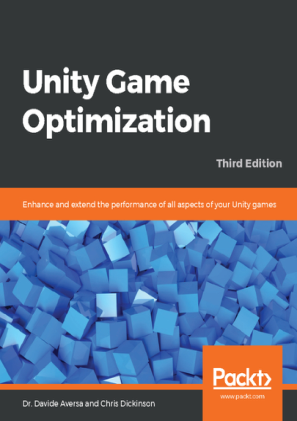 Unity Game
Optimization
Third Edition
Enhance and extend the performance of all aspects of your Unity games
Packt>
www.packt.com
Dr. Davide Aversa and Chris Dickinson